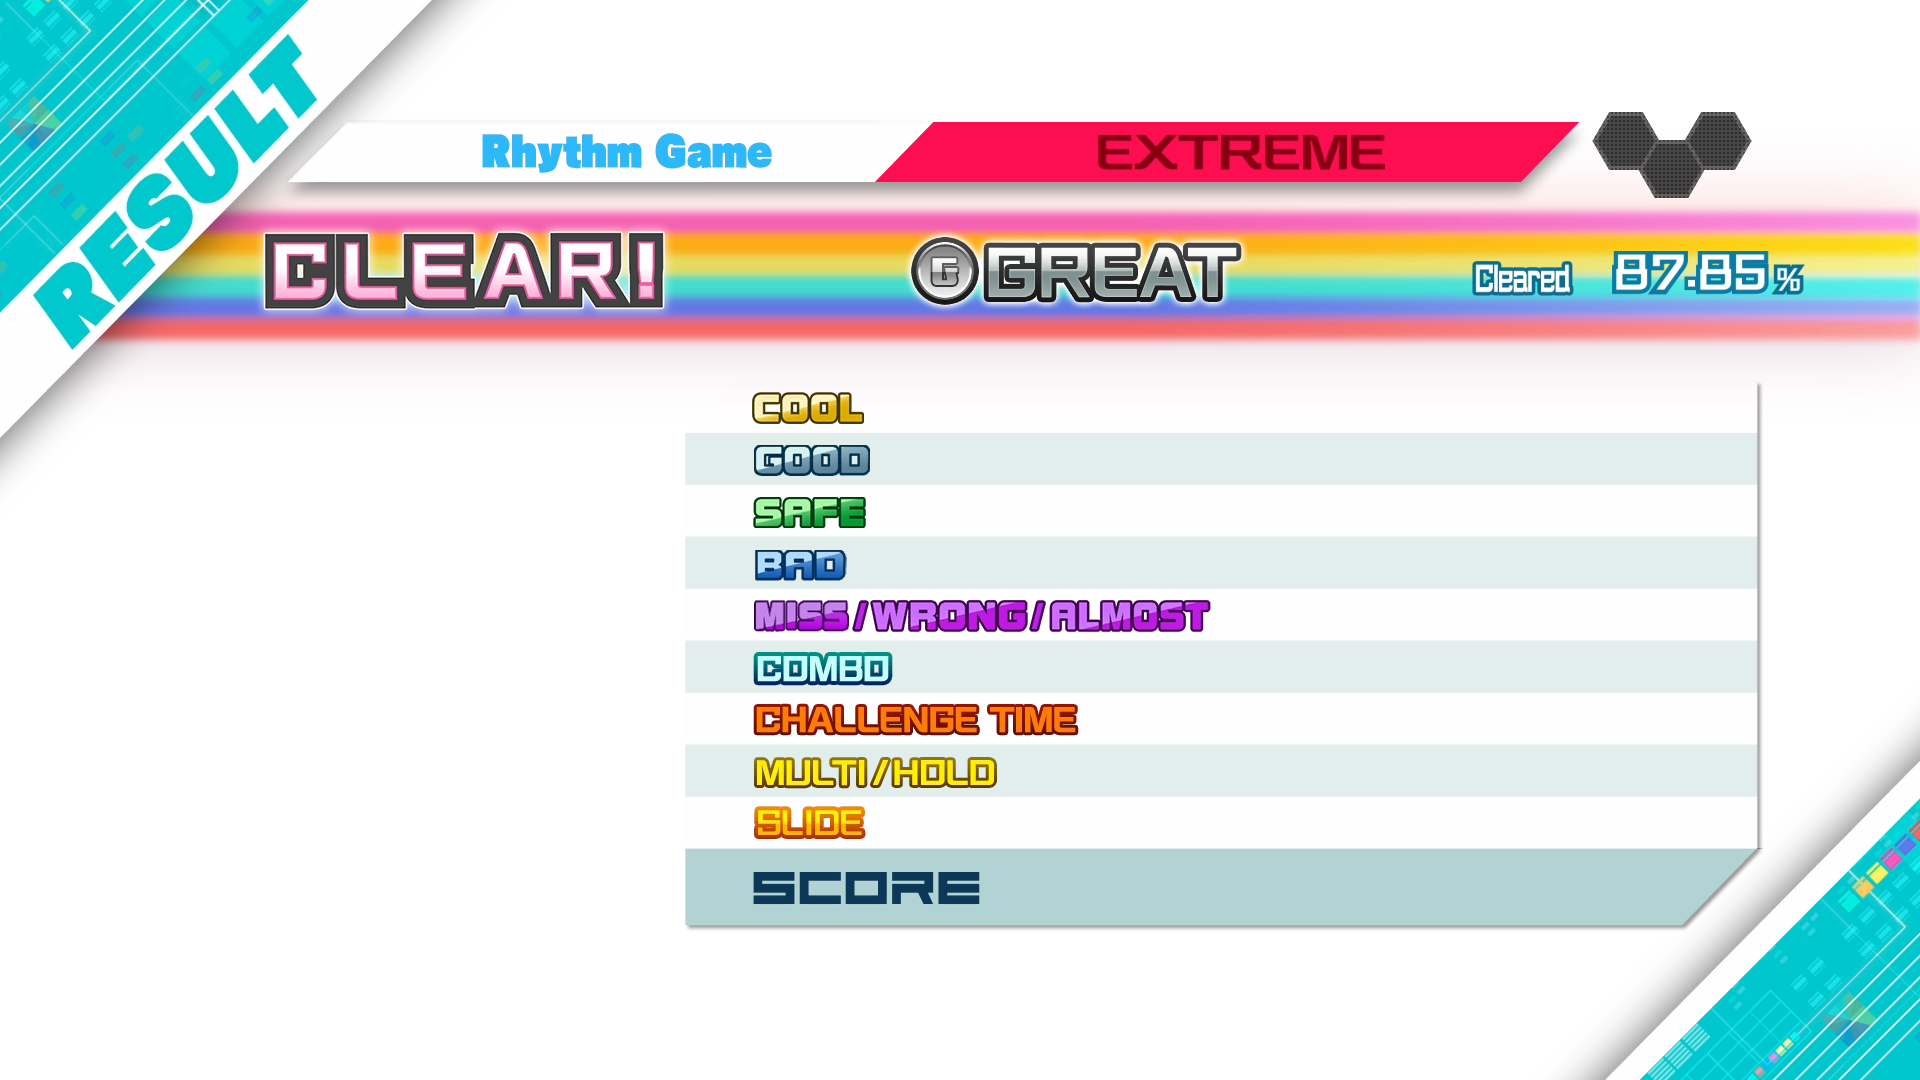 RESULT
Rhythm Game
EXTREME
CLEAR!
G GREAT
Cleared 87.85%
COOL
GOOD
SAFE
BAD
MISS/WRONG/ALMOST
COMBO
CHALLENGE TIME
MULTI/HOLD
SLIDE
SCORE